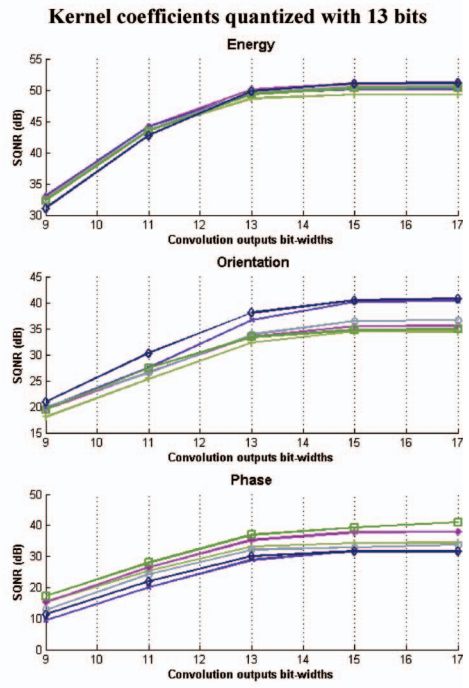 Kernel coefficients quantized with 13 bits
Energy
SQNR (dB)
55
50
45
40
35
30
9 10 11 12 13 14 15 16 17
Convolution outputs bit-widths
Orientation
SQNR (dB)
45
40
35
30
25
20
15
9 10 11 12 13 14 15 16 17
Convolution outputs bit-widths
Phase
SQNR (dB)
50
40
30
20
10
0
9 10 11 12 13 14 15 16 17
Convolution outputs bit-widths